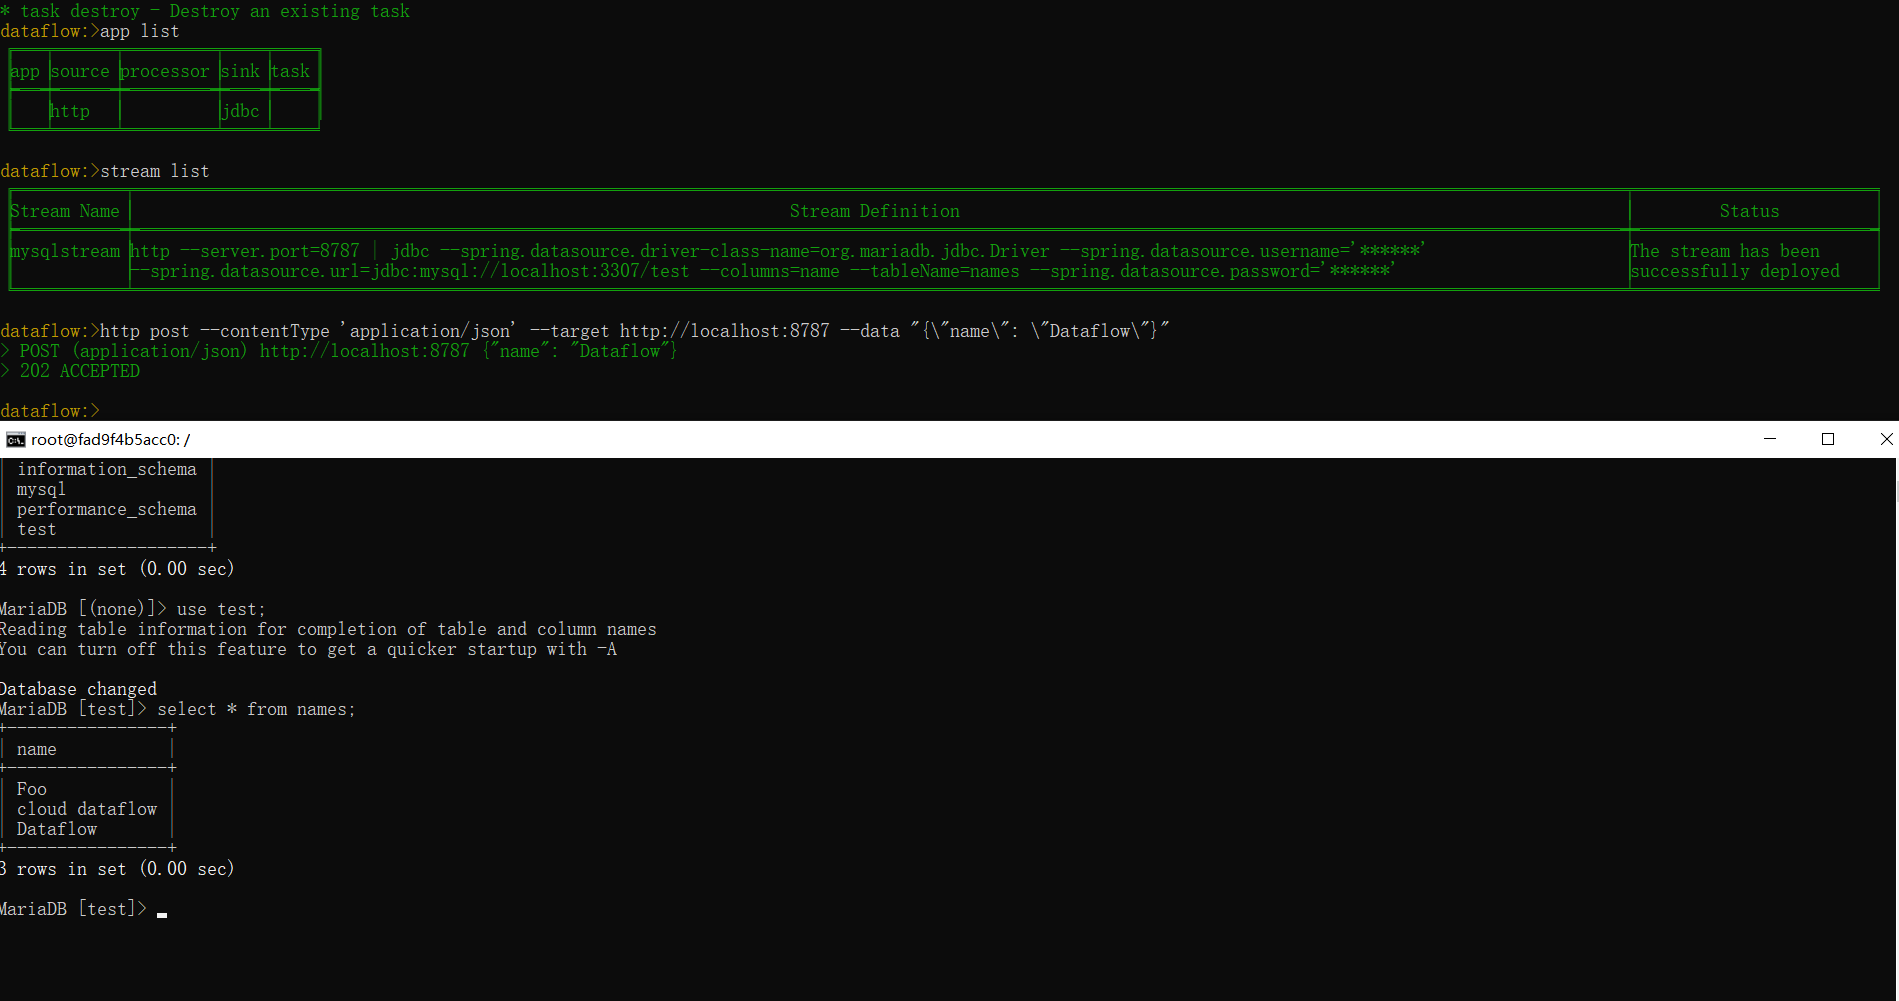 * task destroy - Destroy an existing task
dataflow:>app list
app source processor sink task
http jdbc
dataflow:>stream list
Stream Name Stream Definition Status
mysqlstream http --server.port=8787 | jdbc --spring.datasource.driver-class-name=org.mariadb.jdbc.Driver --spring.datasource.username='******' The stream has been
--spring.datasource.url=jdbc:mysql://localhost:3307/test --columns=name --tableName=names --spring.datasource.password='******' successfully deployed
dataflow:>http post --contentType 'application/json' --target http://localhost:8787 --data "{\"name\": \"Dataflow\"}"
> POST (application/json) http://localhost:8787 {"name": "Dataflow"}
> 202 ACCEPTED
dataflow:>
root@fad9f4b5acc0: /
| information_schema |
| mysql |
| performance_schema |
| test |
+--------------------+
4 rows in set (0.00 sec)
MariaDB [(none)]> use test;
Reading table information for completion of table and column names
You can turn off this feature to get a quicker startup with -A
Database changed
MariaDB [test]> select * from names;
+----------------+
| name |
+----------------+
| Foo |
| cloud dataflow |
| Dataflow |
+----------------+
3 rows in set (0.00 sec)
MariaDB [test]>